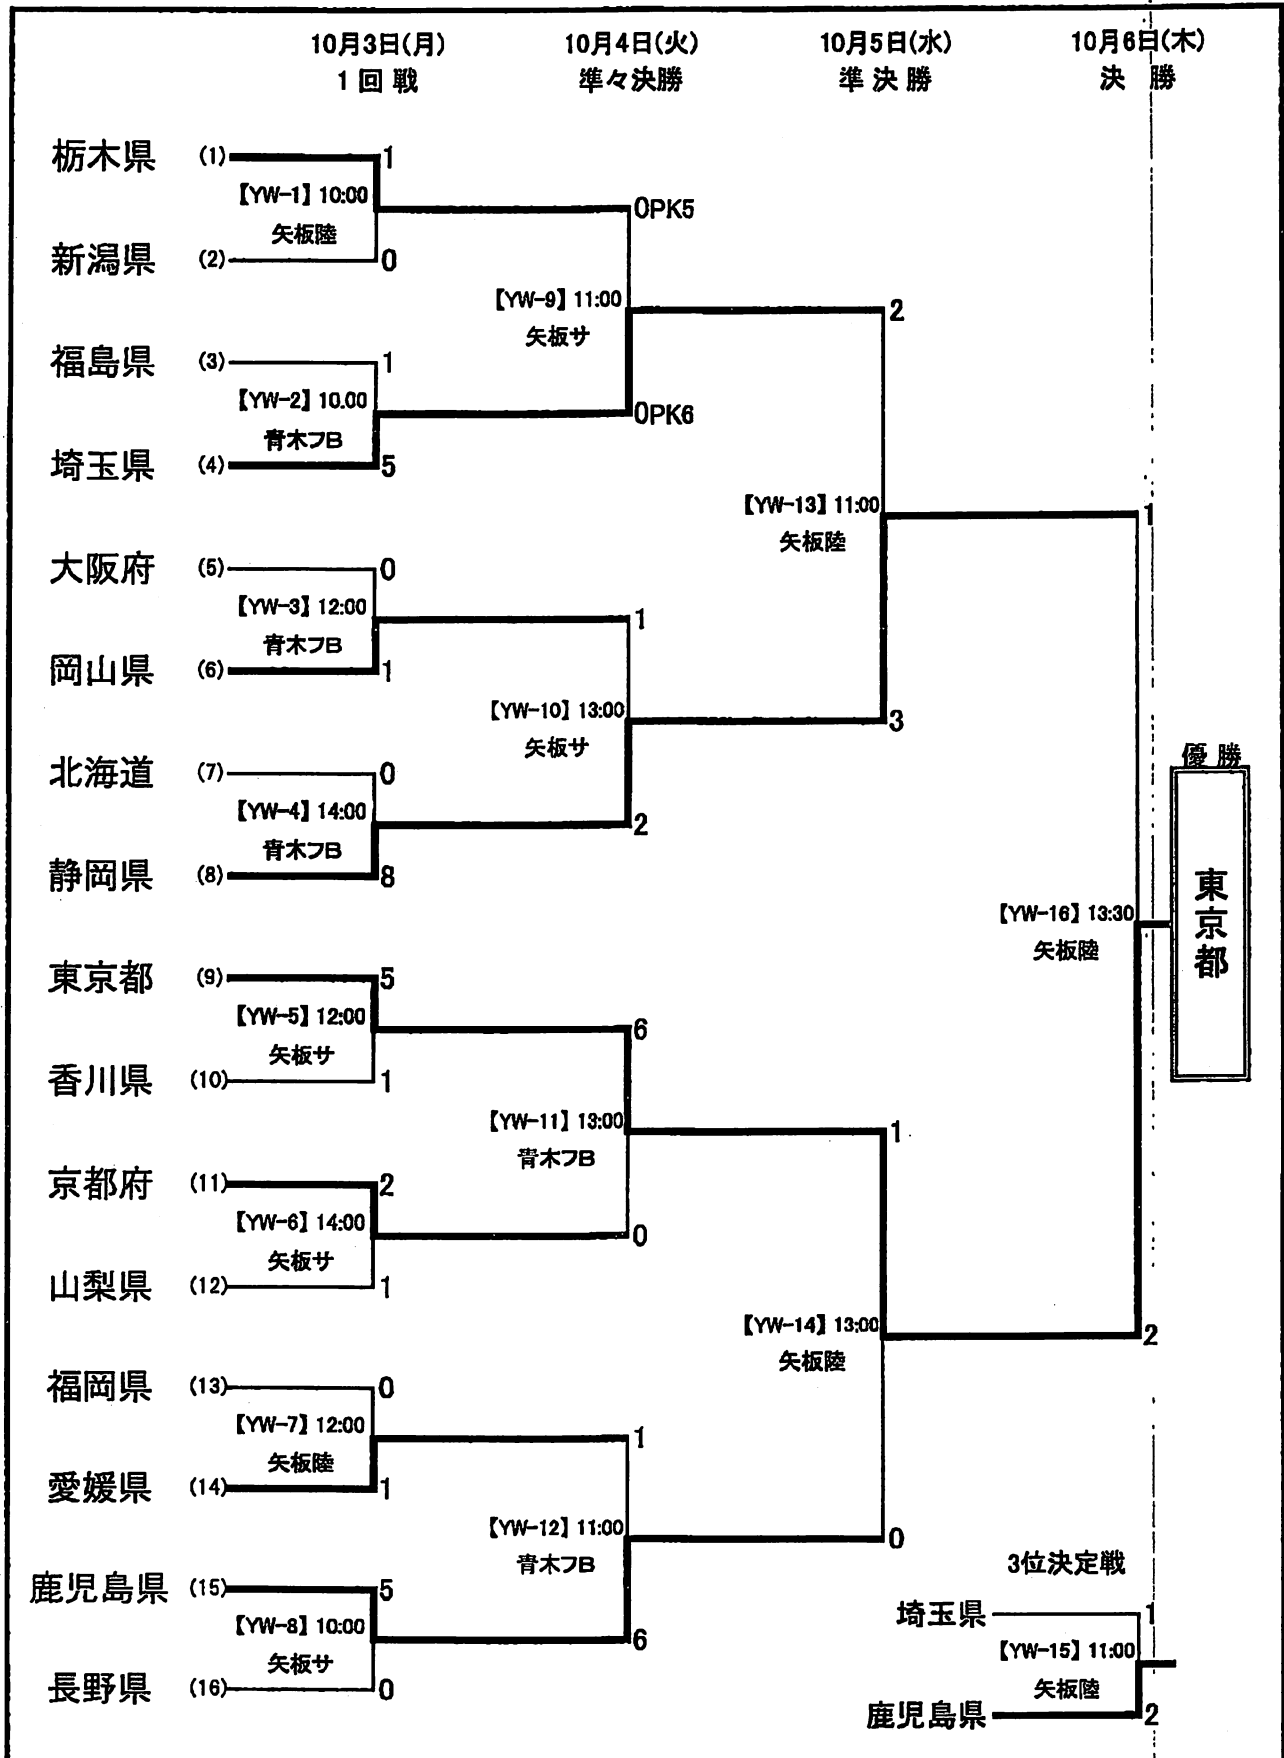 10月3日(月) 10月4日(火) 10月5日(水) 10月6日(木)
1回戦 準々決勝 準決勝 決勝
栃木県 (1) 1
【YW-1】10:00
矢板陸
0PK5
新潟県 (2) 0
【YW-9】11:00
矢板サ
2
福島県 (3) 1
【YW-2】10:00
青木フB
0PK6
埼玉県 (4) 5
【YW-13】11:00
矢板陸
1
大阪府 (5) 0
【YW-3】12:00
青木フB
1
岡山県 (6) 1
【YW-10】13:00
矢板サ
3
北海道 (7) 0
【YW-4】14:00
青木フB
2
静岡県 (8) 8
優勝
東京都
【YW-16】13:30
矢板陸
東京都 (9) 5
【YW-5】12:00
矢板サ
6
香川県 (10) 1
【YW-11】13:00
青木フB
1
京都府 (11) 2
【YW-6】14:00
矢板サ
0
山梨県 (12) 1
【YW-14】13:00
矢板陸
2
福岡県 (13) 0
【YW-7】12:00
矢板陸
1
愛媛県 (14) 1
【YW-12】11:00
青木フB
0
鹿児島県 (15) 5
【YW-8】10:00
矢板サ
6
長野県 (16) 0
3位決定戦
埼玉県 1
【YW-15】11:00
矢板陸
鹿児島県 2